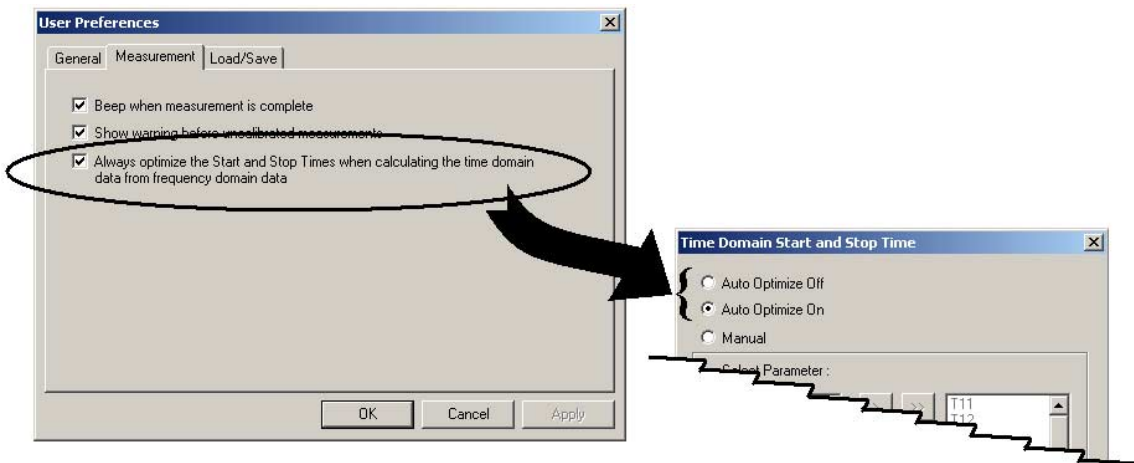 User Preferences
General Measurement Load/Save
Beep when measurement is complete
Show warning before uncalibrated measurements
Always optimize the Start and Stop Times when calculating the time domain
data from frequency domain data
OK Cancel Apply
Time Domain Start and Stop Time
Auto Optimize Off
Auto Optimize On
Manual
Select Parameter :
>> T11
T12